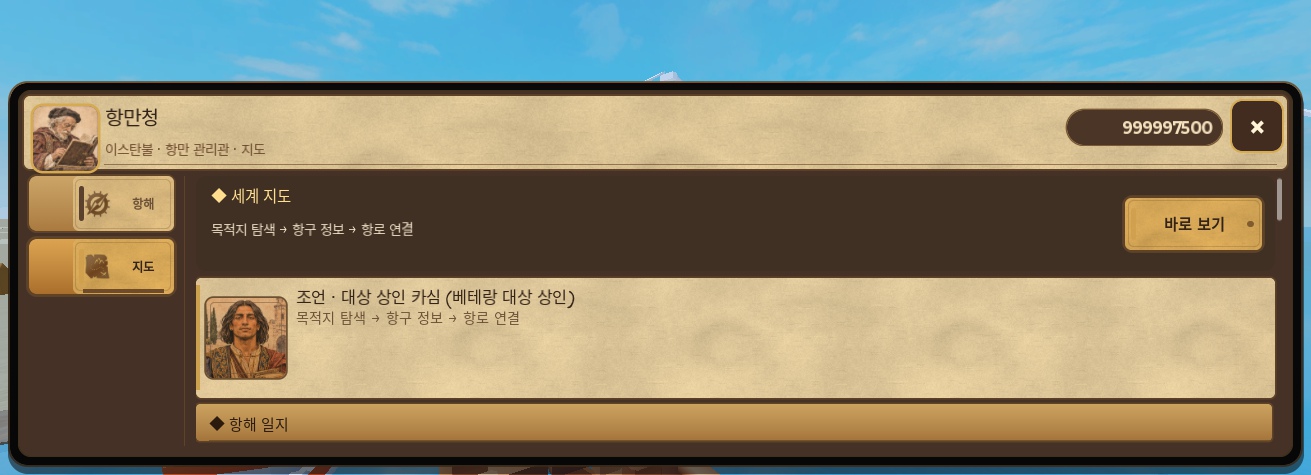 항만청
이스탄불 · 항만 관리관 · 지도
999997500
×
항해
지도
◆ 세계 지도
목적지 탐색 → 항구 정보 → 항로 연결
바로 보기
조언 · 대상 상인 카심 (베테랑 대상 상인)
목적지 탐색 → 항구 정보 → 항로 연결
◆ 항해 일지